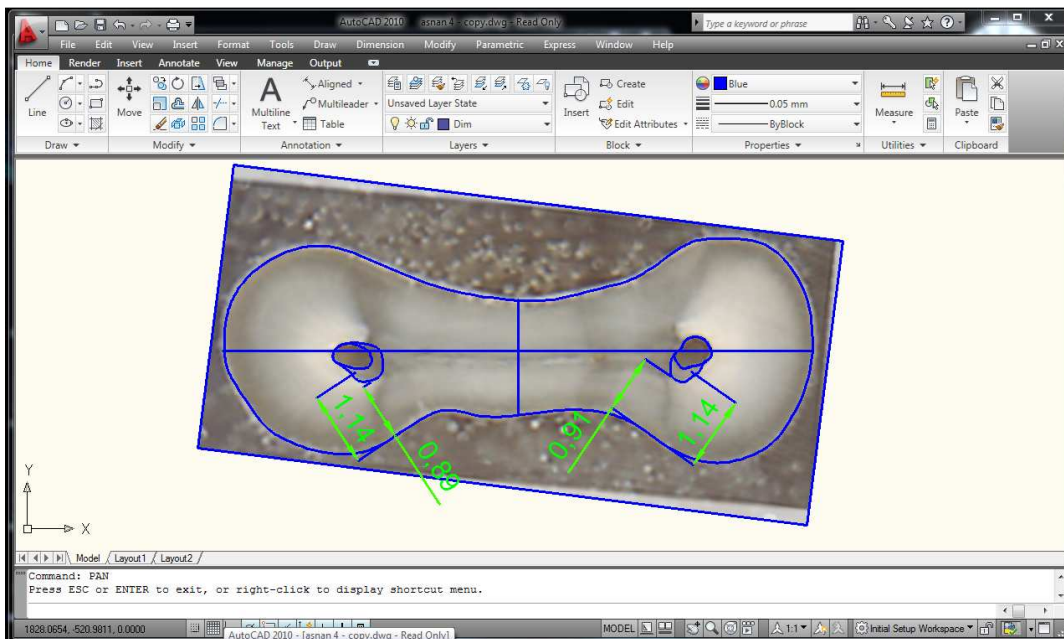 AutoCAD 2010 asnan 4 - copy.dwg - Read Only
Type a keyword or phrase
File Edit View Insert Format Tools Draw Dimension Modify Parametric Express Window Help
Home Render Insert Annotate View Manage Output
Line
Move
A
Multiline Text
Aligned
Multileader
Table
Unsaved Layer State
Dim
Insert
Create
Edit
Edit Attributes
Blue
0.05 mm
ByBlock
Measure
Paste
Draw Modify Annotation Layers Block Properties Utilities Clipboard
1,14
0,89
0,91
1,14
Y
X
Model Layout1 Layout2
Command: PAN
Press ESC or ENTER to exit, or right-click to display shortcut menu.
1828.0654, -520.9811, 0.0000
MODEL
1:1
Initial Setup Workspace
AutoCAD 2010 - [asnan 4 - copy.dwg - Read Only]